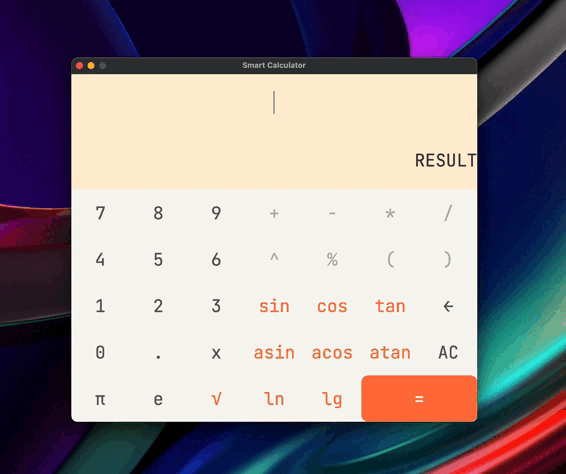 Smart Calculator
RESULT
7 8 9 + - * /
4 5 6 ^ % ( )
1 2 3 sin cos tan ←
0 . x asin acos atan AC
π e √ ln lg =